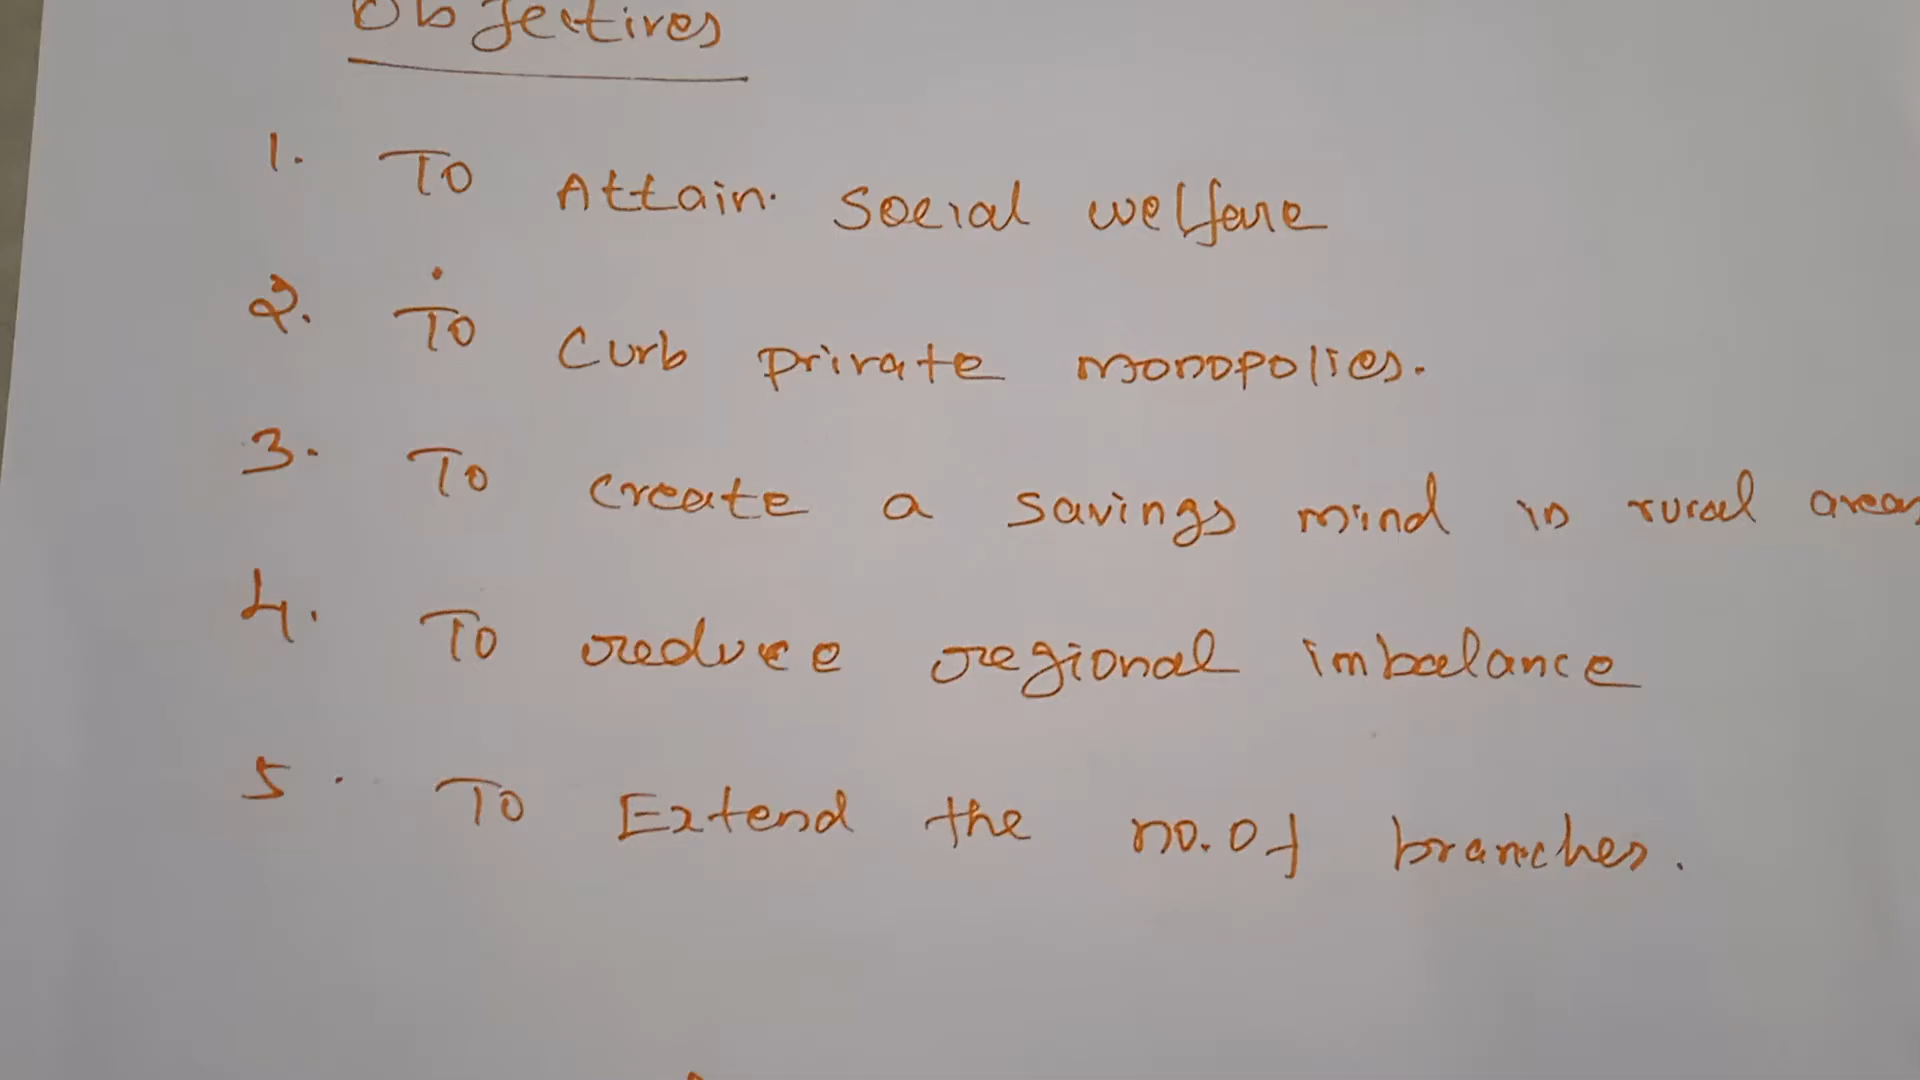 Objectives
1. To Attain. Social welfare
2. To Curb private monopolies.
3. To create a savings mind in rural areas
4. To reduce regional imbalance
5. To Extend the no. of branches.